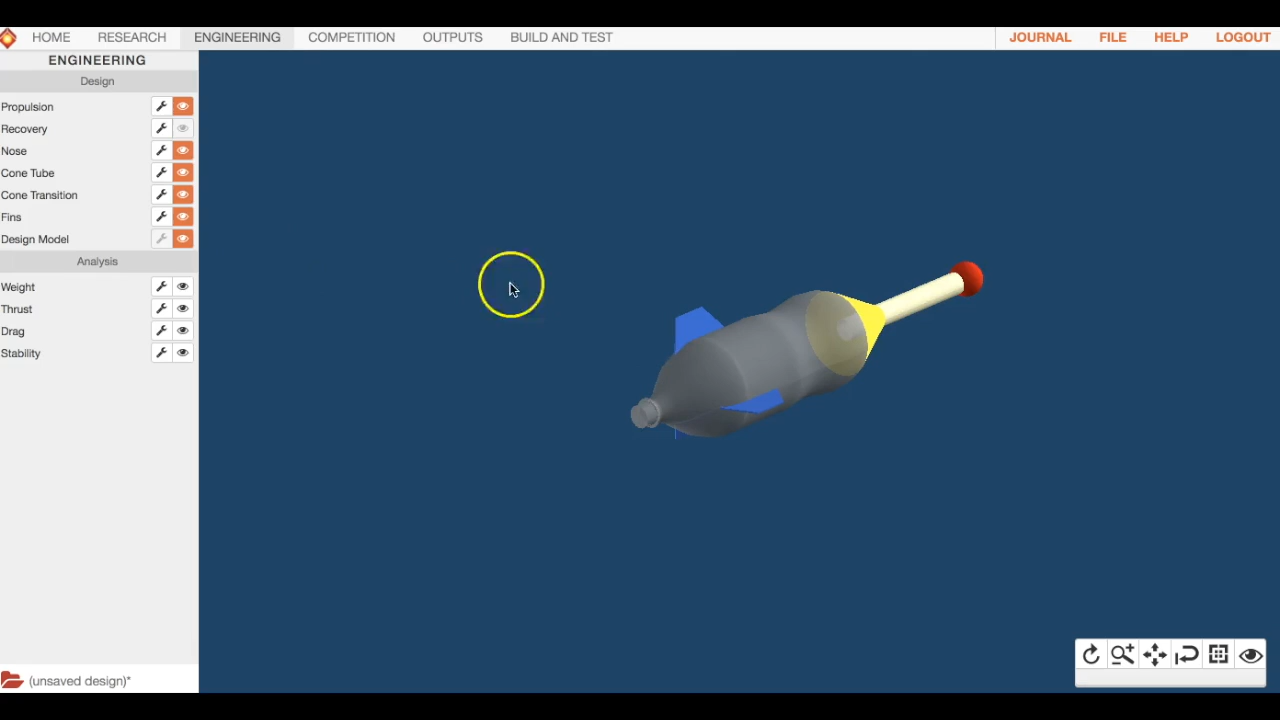 HOME RESEARCH ENGINEERING COMPETITION OUTPUTS BUILD AND TEST JOURNAL FILE HELP LOGOUT
ENGINEERING
Design
Propulsion
Recovery
Nose
Cone Tube
Cone Transition
Fins
Design Model
Analysis
Weight
Thrust
Drag
Stability
(unsaved design)*